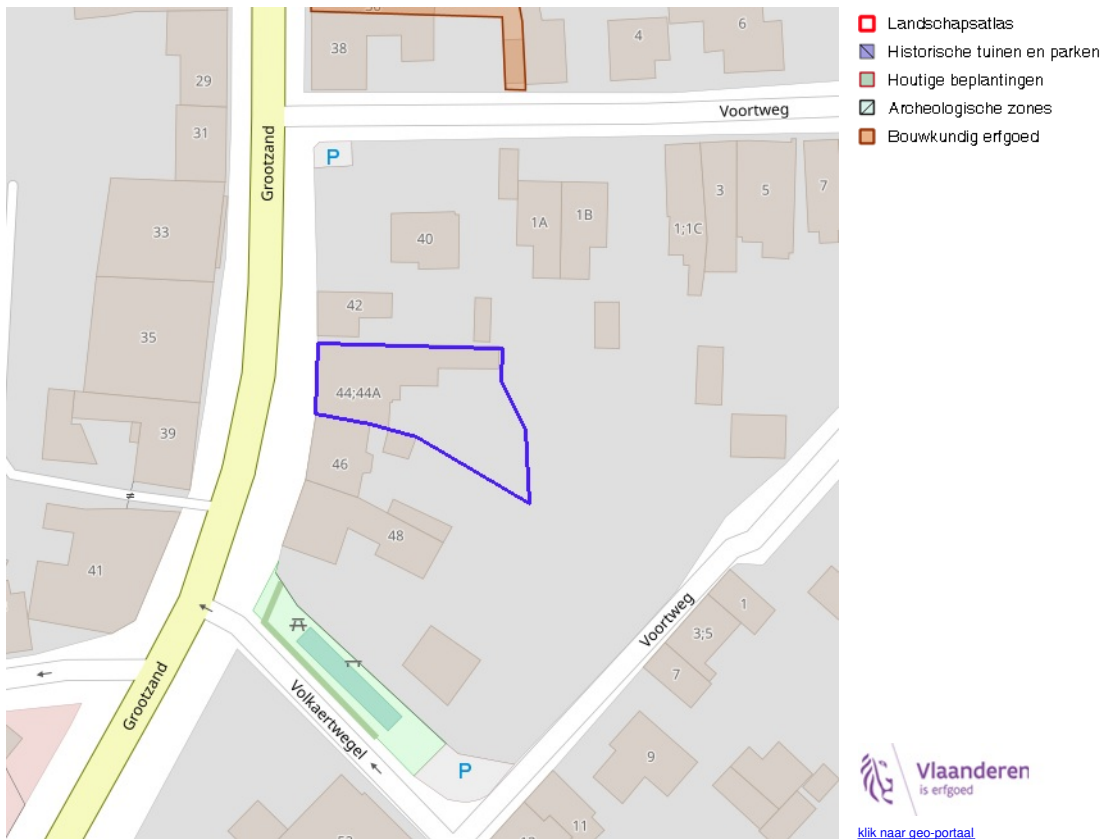 38
4
6
29
31
Voortweg
Grootzand
P
33
1A
1B
1;1C
3
5
7
40
42
35
44;44A
39
46
48
41
1
3;5
7
Voortweg
Grootzand
Volkaertwegel
9
P
11
Landschapsatlas
Historische tuinen en parken
Houtige beplantingen
Archeologische zones
Bouwkundig erfgoed
Vlaanderen
is erfgoed
klik naar geo-portaal